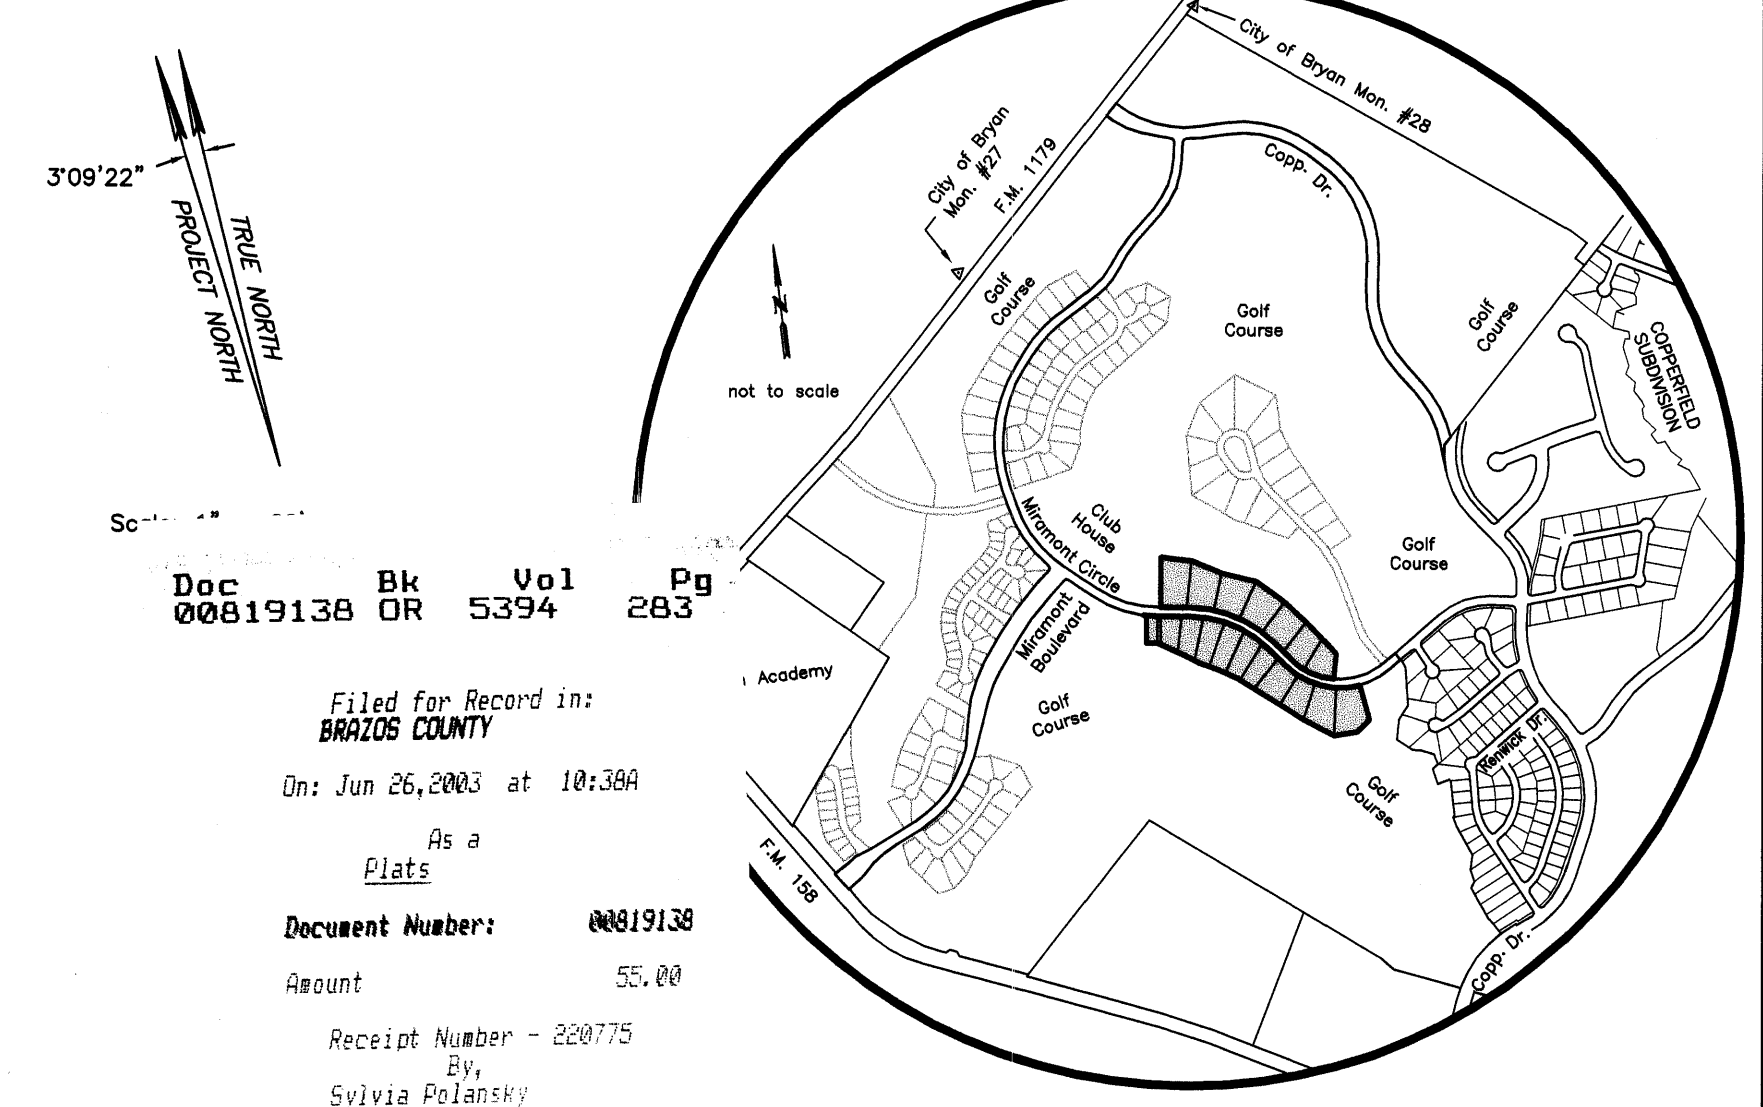 3°09'22"
TRUE NORTH
PROJECT NORTH
Doc Bk Vol Pg
00819138 OR 5394 283
Filed for Record in:
BRAZOS COUNTY
On: Jun 26,2003 at 10:38A
As a
Plats
Document Number: 00819138
Amount 55.00
Receipt Number - 220775
By,
Sylvia Polansky
City of Bryan Mon. #28
City of Bryan
Mon. #27
F.M. 1179
Copp. Dr.
N
not to scale
Golf
Course
Golf
Course
Golf
Course
COPPERFIELD
SUBDIVISION
Club
House
Miramont Circle
Golf
Course
Miramont
Boulevard
Academy
Golf
Course
Renwick Dr.
Golf
Course
F.M. 158
Copp. Dr.